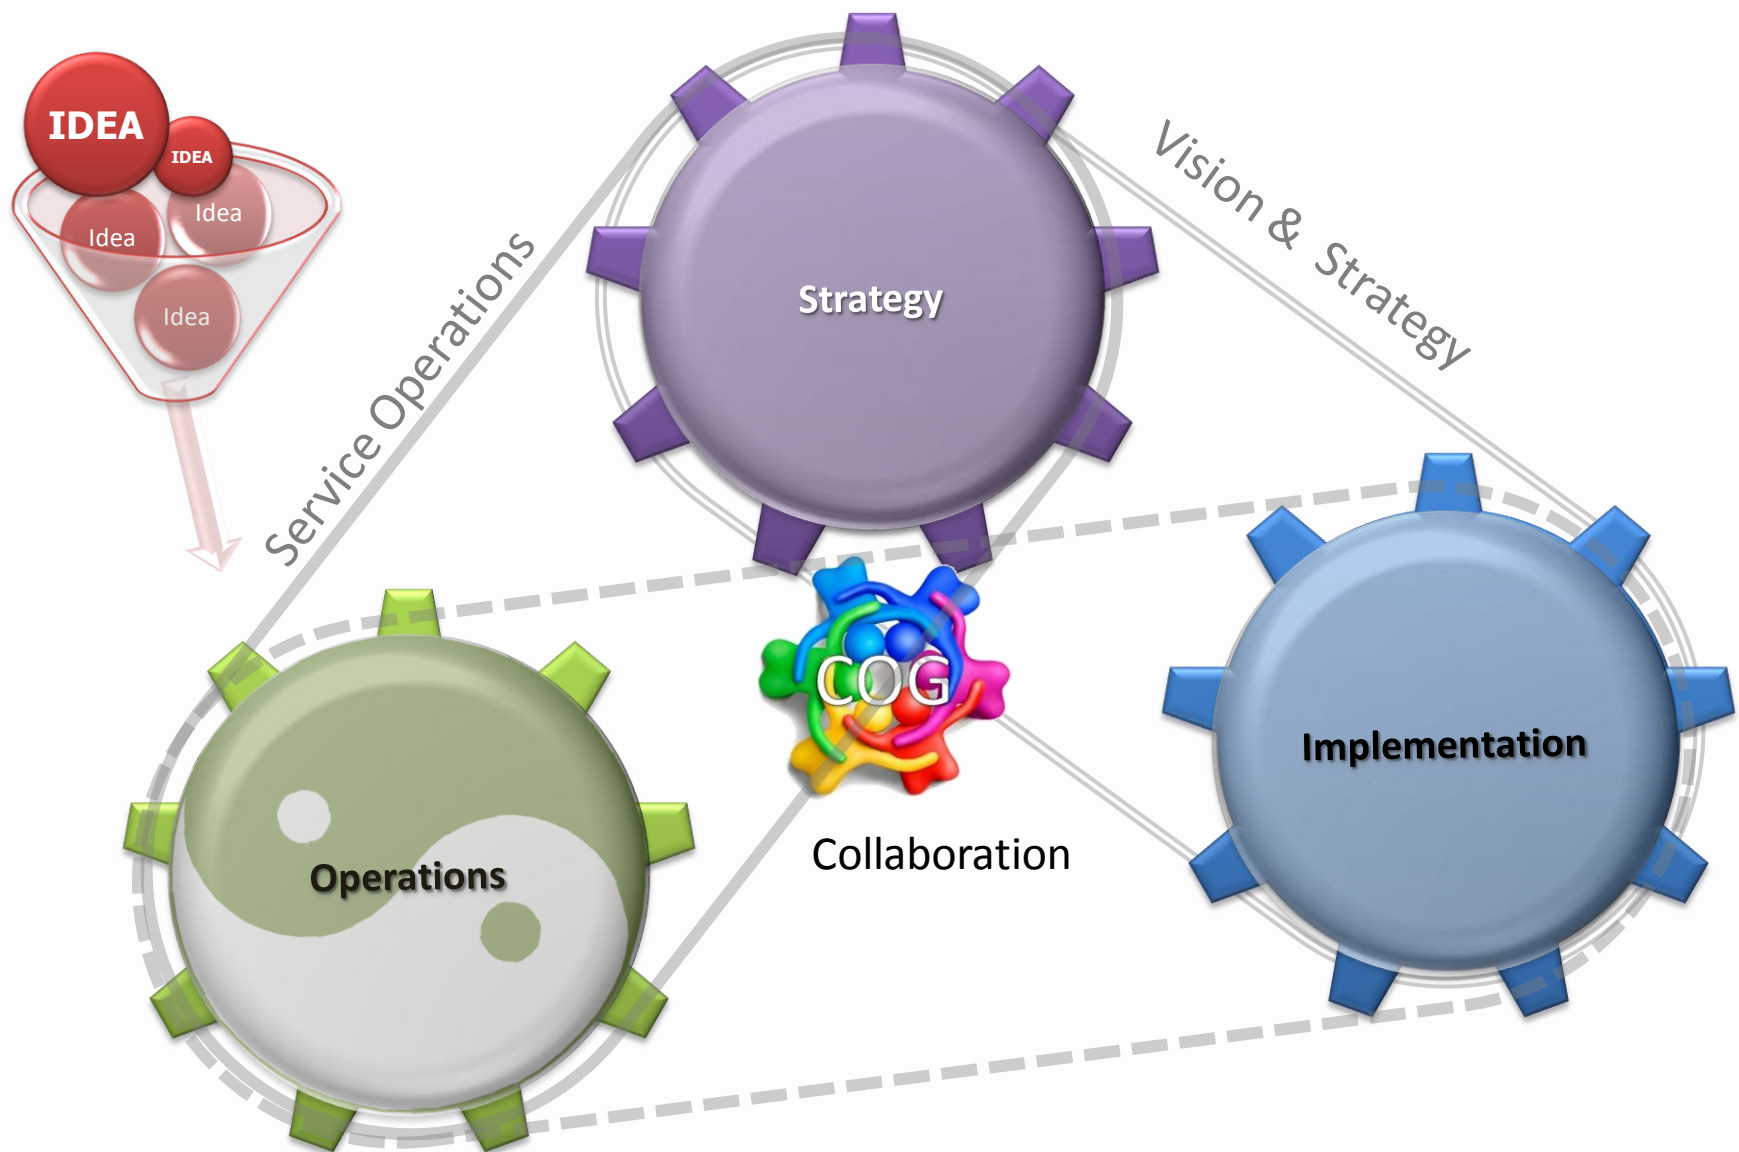 IDEA
IDEA
Idea
Idea
Idea
Service Operations
Vision & Strategy
Strategy
COG
Collaboration
Implementation
Operations